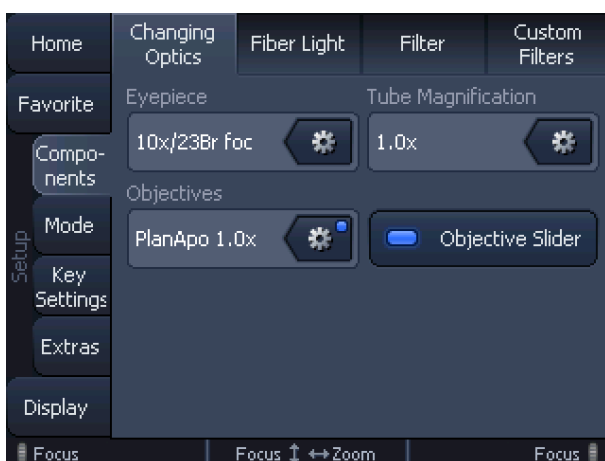 Home
Changing
Optics
Fiber Light
Filter
Custom
Filters
Favorite
Eyepiece
Tube Magnification
10x/23Br foc
1.0x
Compo-
nents
Objectives
Mode
PlanApo 1.0x
Objective Slider
Setup
Key
Settings
Extras
Display
Focus
Focus ↕ ↔ Zoom
Focus